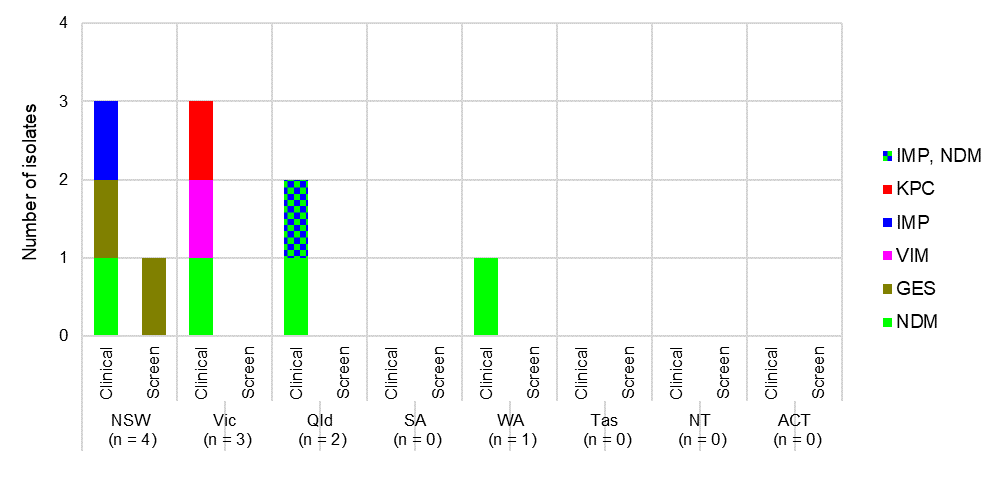 4
3
2
1
0
Number of isolates
Clinical
Screen
Clinical
Screen
Clinical
Screen
Clinical
Screen
Clinical
Screen
Clinical
Screen
Clinical
Screen
Clinical
Screen
NSW
(n = 4)
Vic
(n = 3)
Qld
(n = 2)
SA
(n = 0)
WA
(n = 1)
Tas
(n = 0)
NT
(n = 0)
ACT
(n = 0)
IMP, NDM
KPC
IMP
VIM
GES
NDM